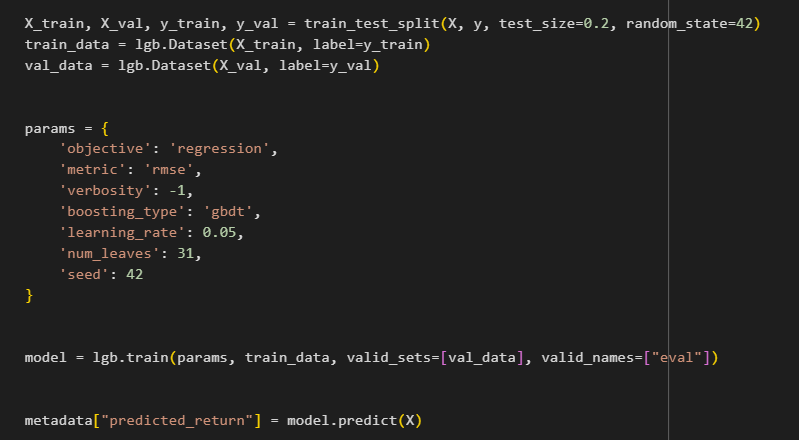 X_train, X_val, y_train, y_val = train_test_split(X, y, test_size=0.2, random_state=42)
train_data = lgb.Dataset(X_train, label=y_train)
val_data = lgb.Dataset(X_val, label=y_val)
params = {
    'objective': 'regression',
    'metric': 'rmse',
    'verbosity': -1,
    'boosting_type': 'gbdt',
    'learning_rate': 0.05,
    'num_leaves': 31,
    'seed': 42
}
model = lgb.train(params, train_data, valid_sets=[val_data], valid_names=["eval"])
metadata["predicted_return"] = model.predict(X)